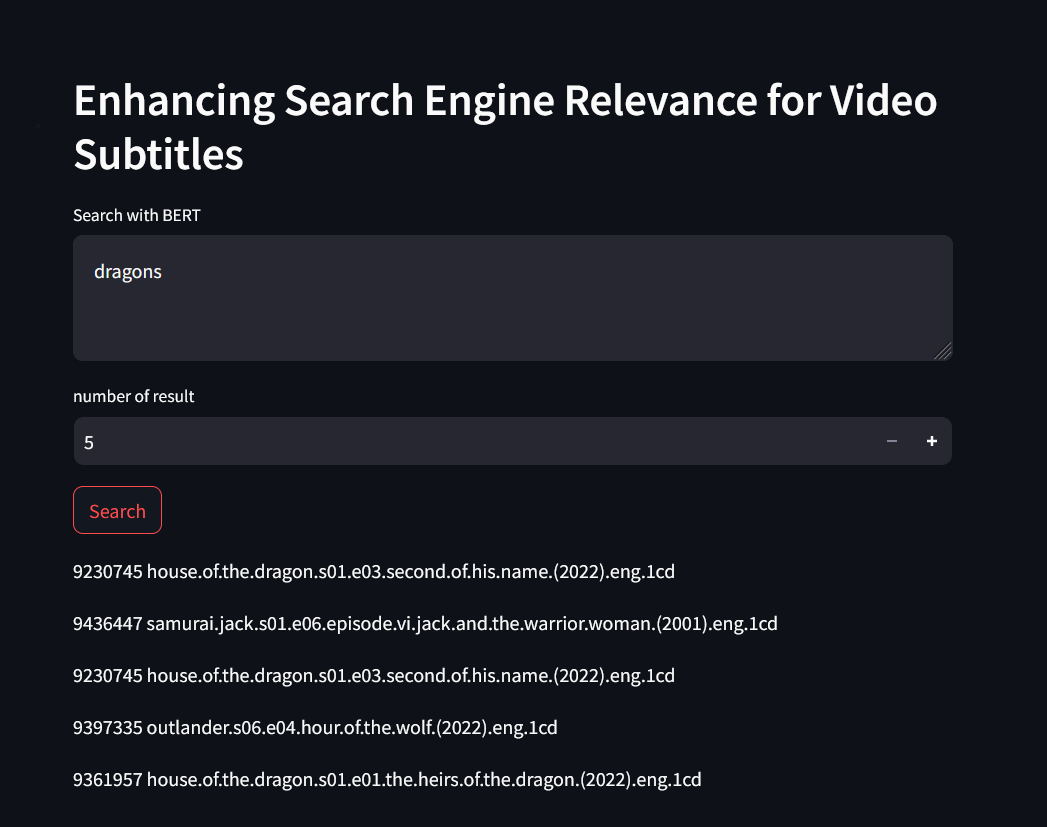 Enhancing Search Engine Relevance for Video
Subtitles
Search with BERT
dragons
number of result
5
Search
9230745 house.of.the.dragon.s01.e03.second.of.his.name.(2022).eng.1cd
9436447 samurai.jack.s01.e06.episode.vi.jack.and.the.warrior.woman.(2001).eng.1cd
9230745 house.of.the.dragon.s01.e03.second.of.his.name.(2022).eng.1cd
9397335 outlander.s06.e04.hour.of.the.wolf.(2022).eng.1cd
9361957 house.of.the.dragon.s01.e01.the.heirs.of.the.dragon.(2022).eng.1cd